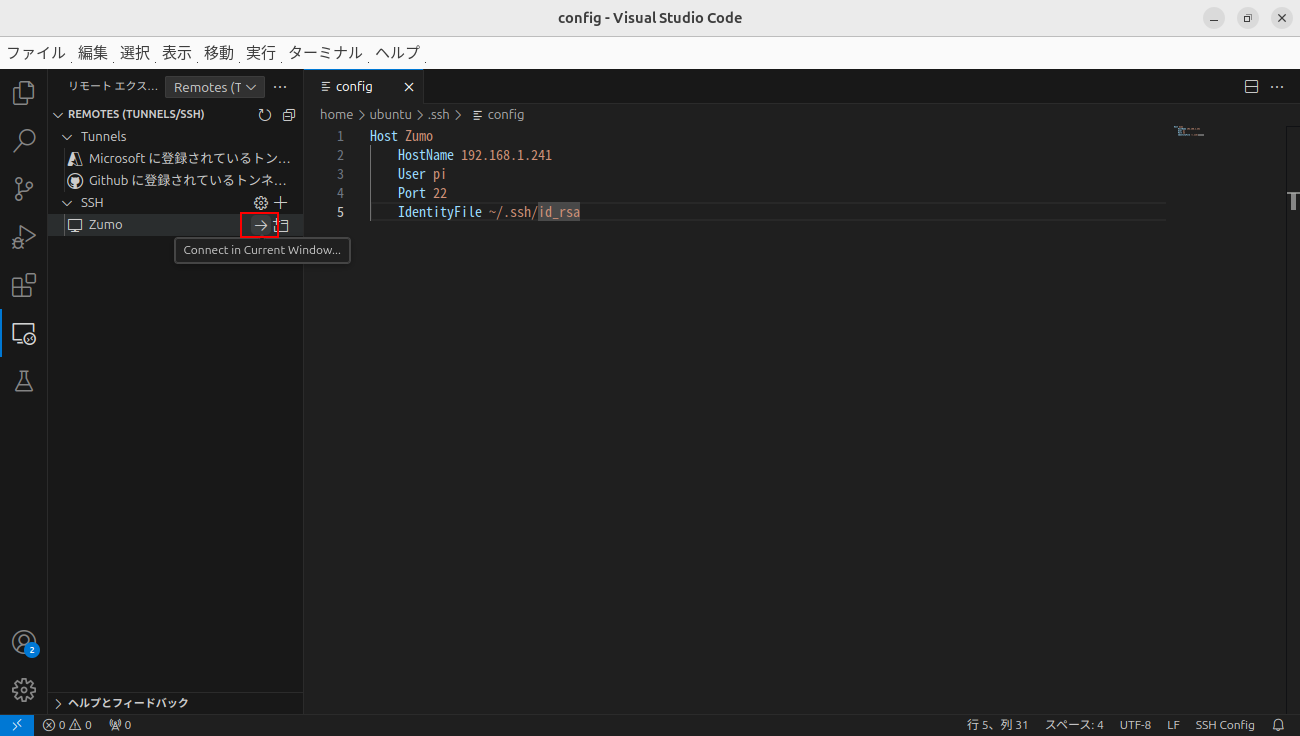 config - Visual Studio Code
ファイル 編集 選択 表示 移動 実行 ターミナル ヘルプ
リモート エクス… Remotes (T
config
REMOTES (TUNNELS/SSH)
home > ubuntu > .ssh > config
Tunnels
Microsoft に登録されているトン…
Github に登録されているトンネ…
SSH
Zumo
Connect in Current Window...
1 Host Zumo
2 HostName 192.168.1.241
3 User pi
4 Port 22
5 IdentityFile ~/.ssh/id_rsa
2
ヘルプとフィードバック
0 0 0
行 5、列 31 スペース: 4 UTF-8 LF SSH Config